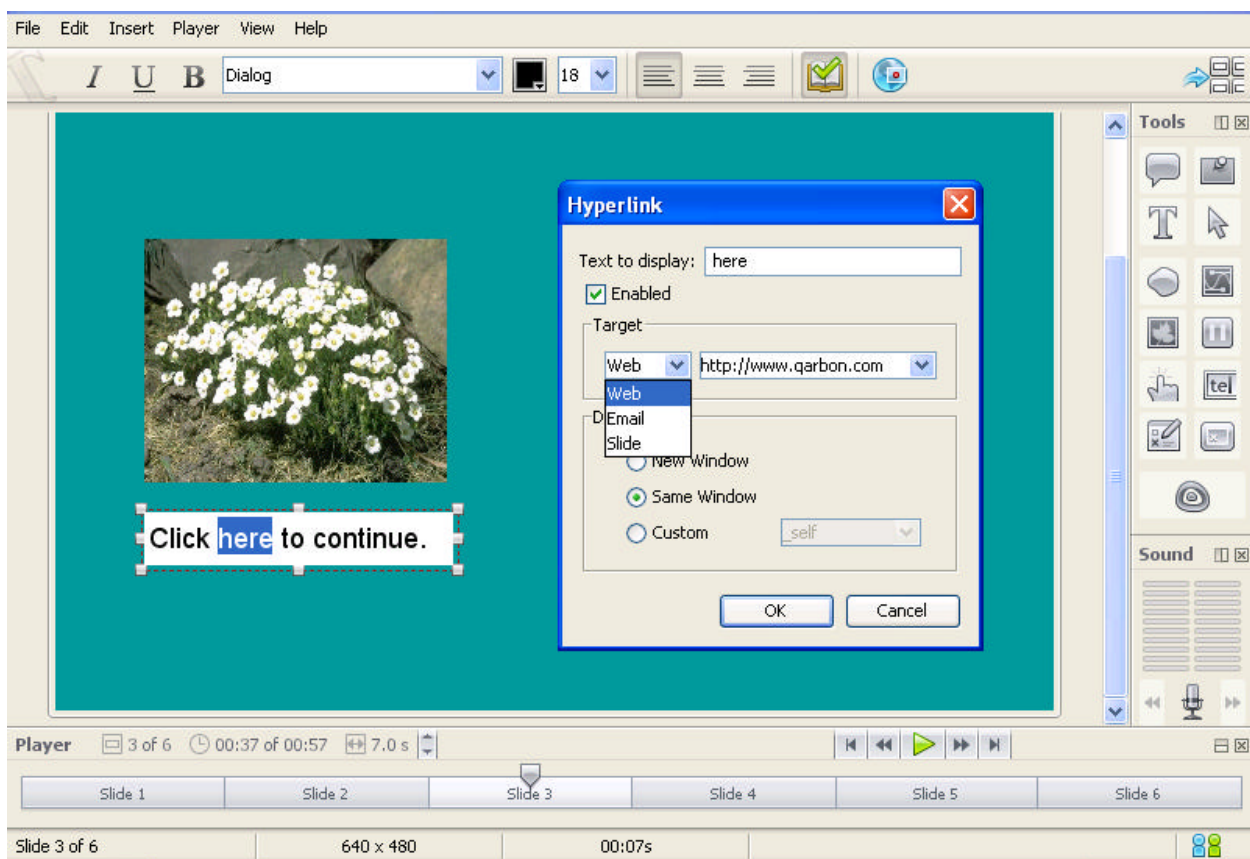 File Edit Insert Player View Help
I U B Dialog 18
Tools
Hyperlink
Text to display: here
Enabled
Target
Web http://www.qarbon.com
Web
Email
Slide
D
New Window
Same Window
Custom _self
OK Cancel
Click here to continue.
T
tel
Sound
Player 3 of 6 00:37 of 00:57 7.0 s
Slide 1 Slide 2 Slide 3 Slide 4 Slide 5 Slide 6
Slide 3 of 6 640 x 480 00:07s